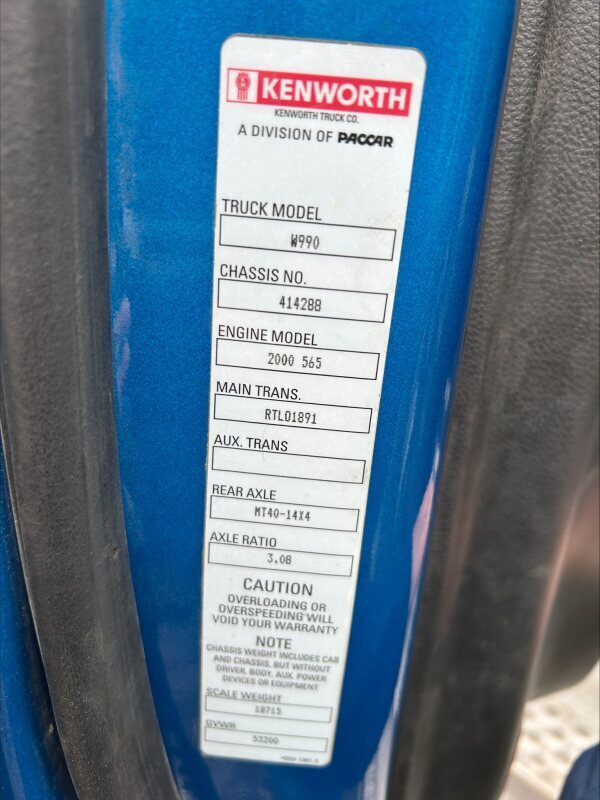 KENWORTH
KENWORTH TRUCK CO.
A DIVISION OF PACCAR
TRUCK MODEL
W990
CHASSIS NO.
414288
ENGINE MODEL
2000 565
MAIN TRANS.
RTLO1891
AUX. TRANS
REAR AXLE
MT40-14X4
AXLE RATIO
3.08
CAUTION
OVERLOADING OR
OVERSPEEDING WILL
VOID YOUR WARRANTY
NOTE
CHASSIS WEIGHT INCLUDES CAB
AND CHASSIS, BUT WITHOUT
DRIVER, BODY, AUX. POWER
DEVICES OR EQUIPMENT
SCALE WEIGHT
18715
GVWR
53200